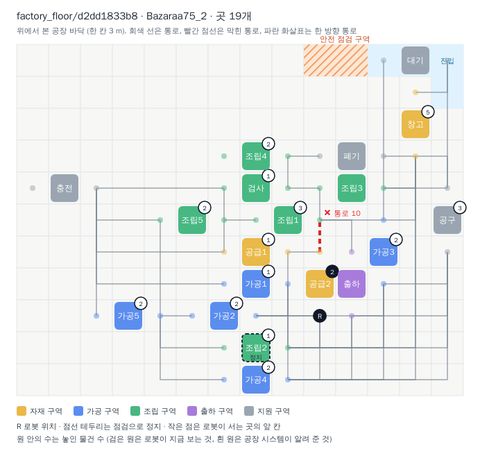 factory_floor/d2dd1833b8 · Bazaraa75_2 · 곳 19개
위에서 본 공장 바닥 (한 칸 3 m). 회색 선은 통로, 빨간 점선은 막힌 통로, 파란 화살표는 한 방향 통로
안전 점검 구역
대기
진입
5
창고
2
조립4
폐기
1
검사
조립3
충전
2
조립5
3
조립1
✖ 통로 10
3
공구
1
공급1
2
가공3
1
가공1
2
공급2
출하
2
가공5
2
가공2
R
1
조립2
정지
2
가공4
자재 구역
가공 구역
조립 구역
출하 구역
지원 구역
R 로봇 위치 · 점선 테두리는 점검으로 정지 · 작은 점은 로봇이 서는 곳의 앞 칸
원 안의 수는 놓인 물건 수 (검은 원은 로봇이 지금 보는 것, 흰 원은 공장 시스템이 알려 준 것)